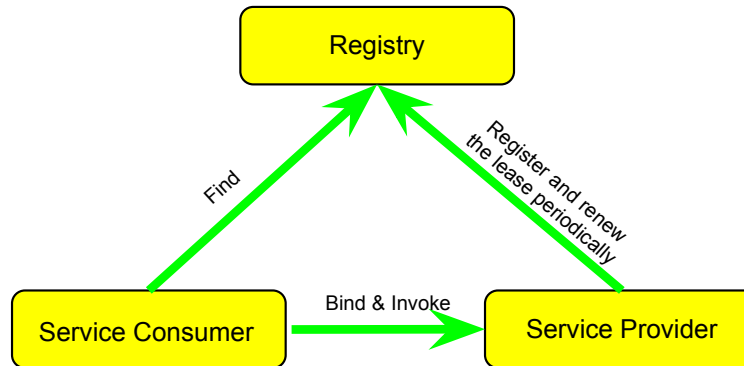 Registry
Find
Register and renew
the lease periodically
Bind & Invoke
Service Consumer
Service Provider